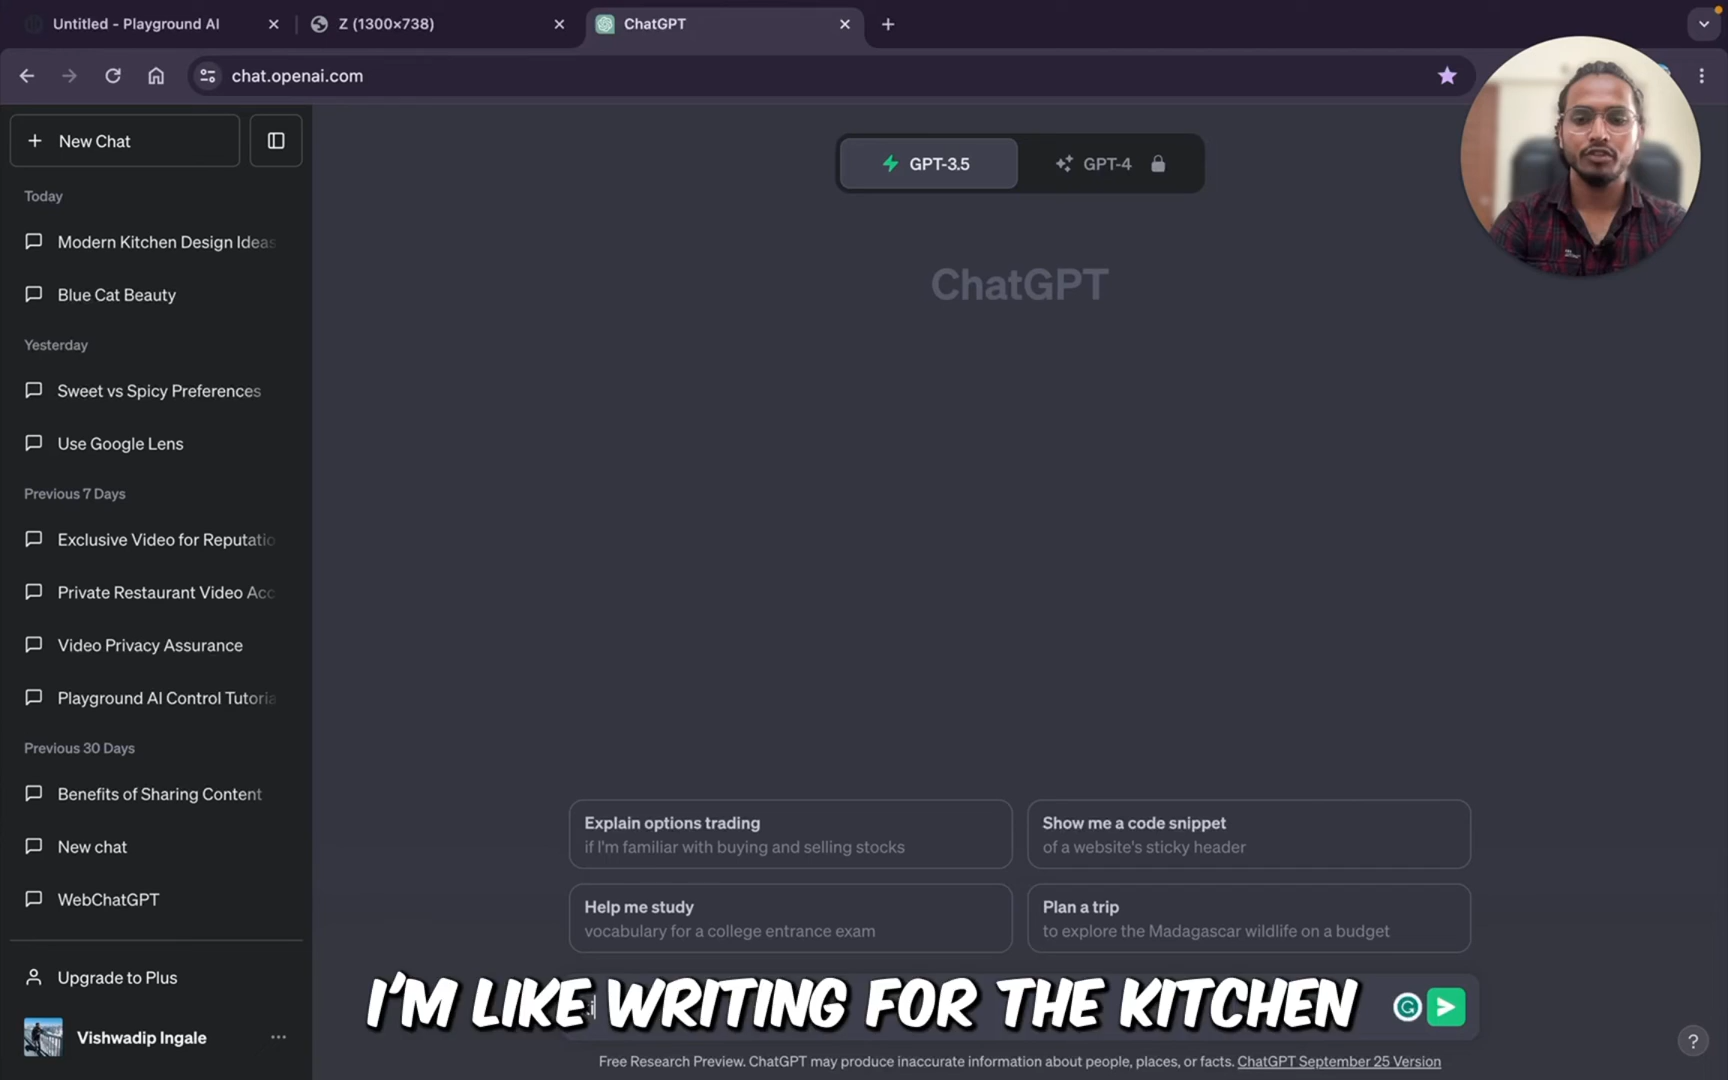 Untitled - Playground AI
Z (1300×738)
ChatGPT
chat.openai.com
New Chat
Today
Modern Kitchen Design Ideas
Blue Cat Beauty
Yesterday
Sweet vs Spicy Preferences
Use Google Lens
Previous 7 Days
Exclusive Video for Reputatio
Private Restaurant Video Acc
Video Privacy Assurance
Playground AI Control Tutoria
Previous 30 Days
Benefits of Sharing Content
New chat
WebChatGPT
Upgrade to Plus
Vishwadip Ingale
GPT-3.5
GPT-4
ChatGPT
Explain options trading
if I'm familiar with buying and selling stocks
Show me a code snippet
of a website's sticky header
Help me study
vocabulary for a college entrance exam
Plan a trip
to explore the Madagascar wildlife on a budget
I'M LIKE WRITING FOR THE KITCHEN
Free Research Preview. ChatGPT may produce inaccurate information about people, places, or facts. ChatGPT September 25 Version
?